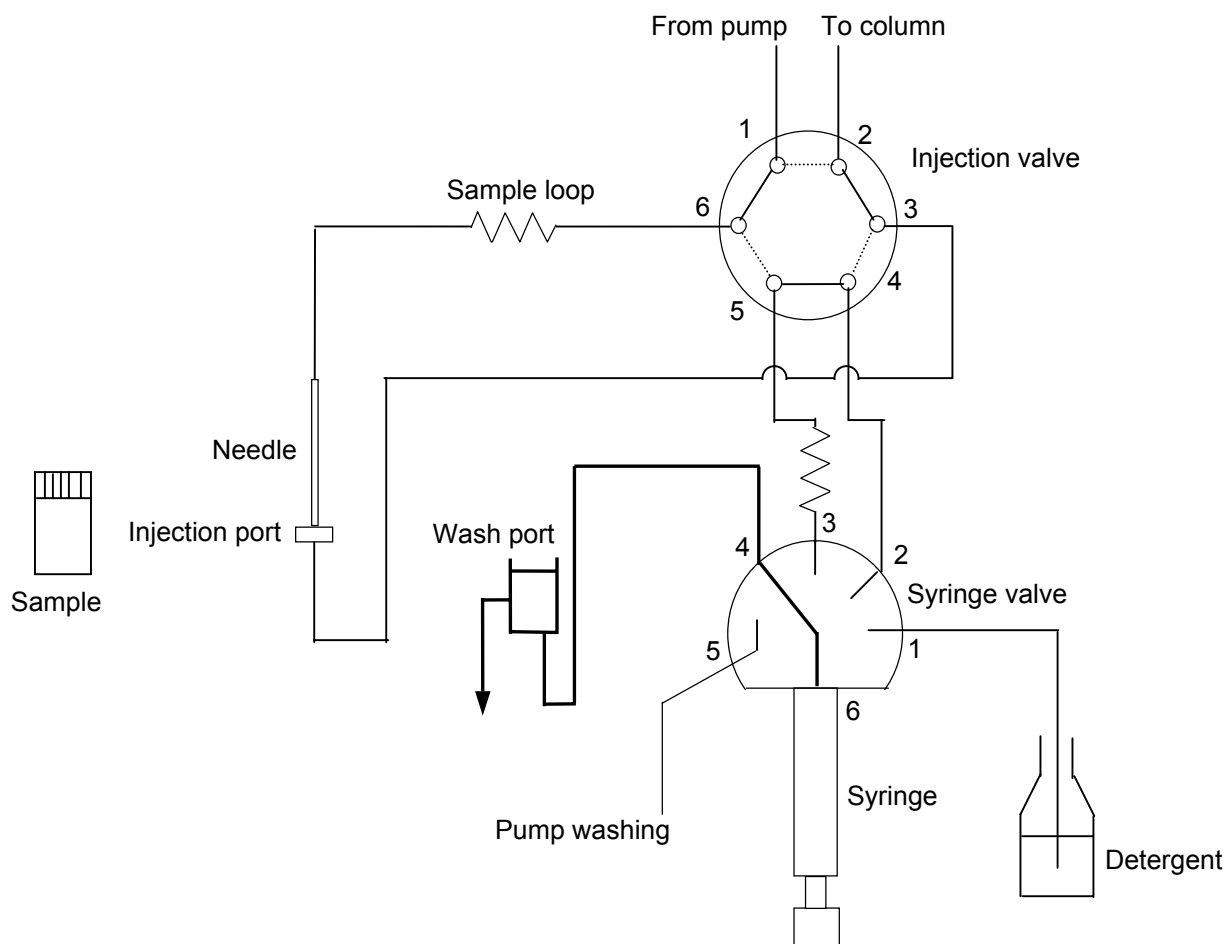 From pump
To column
1
2
Injection valve
Sample loop
6
3
5
4
Needle
Injection port
Wash port
Sample
4
3
2
Syringe valve
5
1
6
Syringe
Pump washing
Detergent